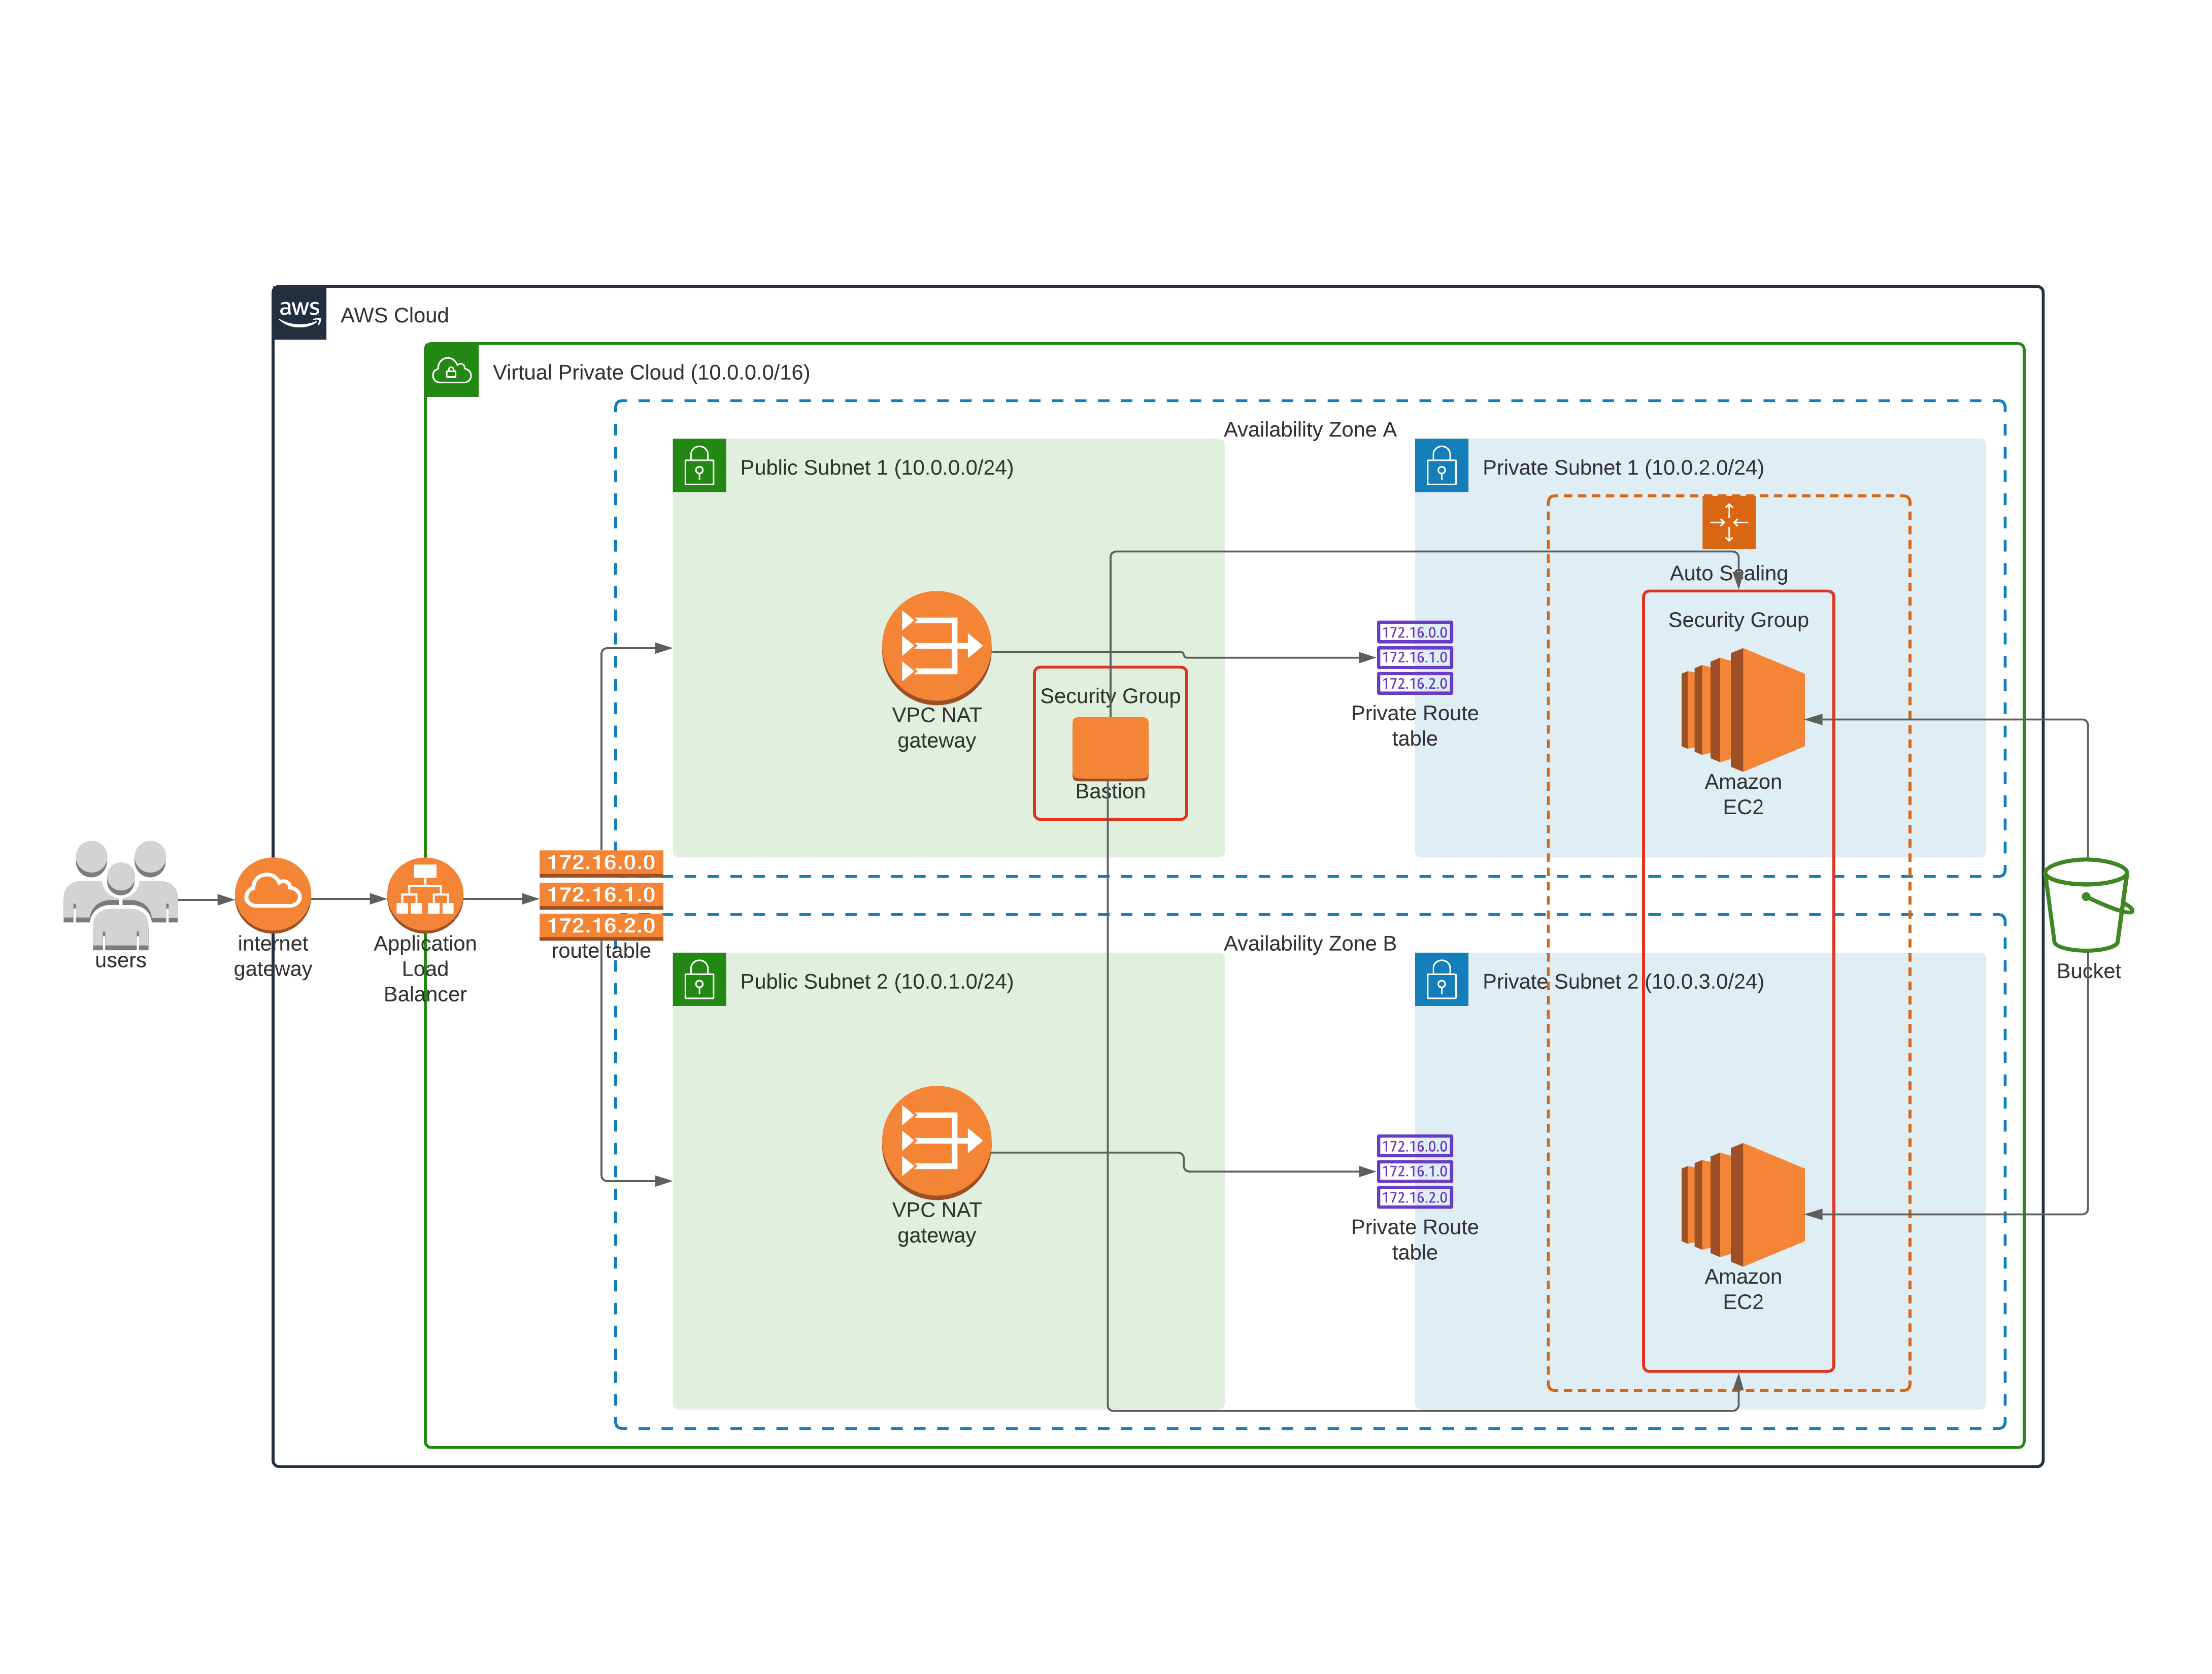 aws
AWS Cloud
Virtual Private Cloud (10.0.0.0/16)
Availability Zone A
Public Subnet 1 (10.0.0.0/24)
Private Subnet 1 (10.0.2.0/24)
Auto Scaling
Security Group
172.16.0.0
172.16.1.0
172.16.2.0
Private Route
table
Security Group
VPC NAT
gateway
Bastion
Amazon
EC2
172.16.0.0
172.16.1.0
172.16.2.0
route table
users
internet
gateway
Application
Load
Balancer
Bucket
Availability Zone B
Public Subnet 2 (10.0.1.0/24)
Private Subnet 2 (10.0.3.0/24)
172.16.0.0
172.16.1.0
172.16.2.0
Private Route
table
VPC NAT
gateway
Amazon
EC2